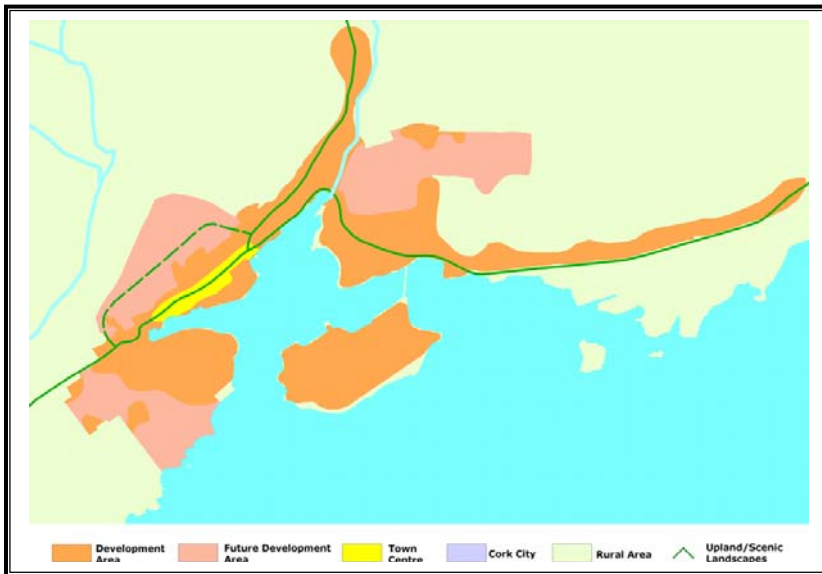 Development Area
Future Development Area
Town Centre
Cork City
Rural Area
Upland/Scenic Landscapes